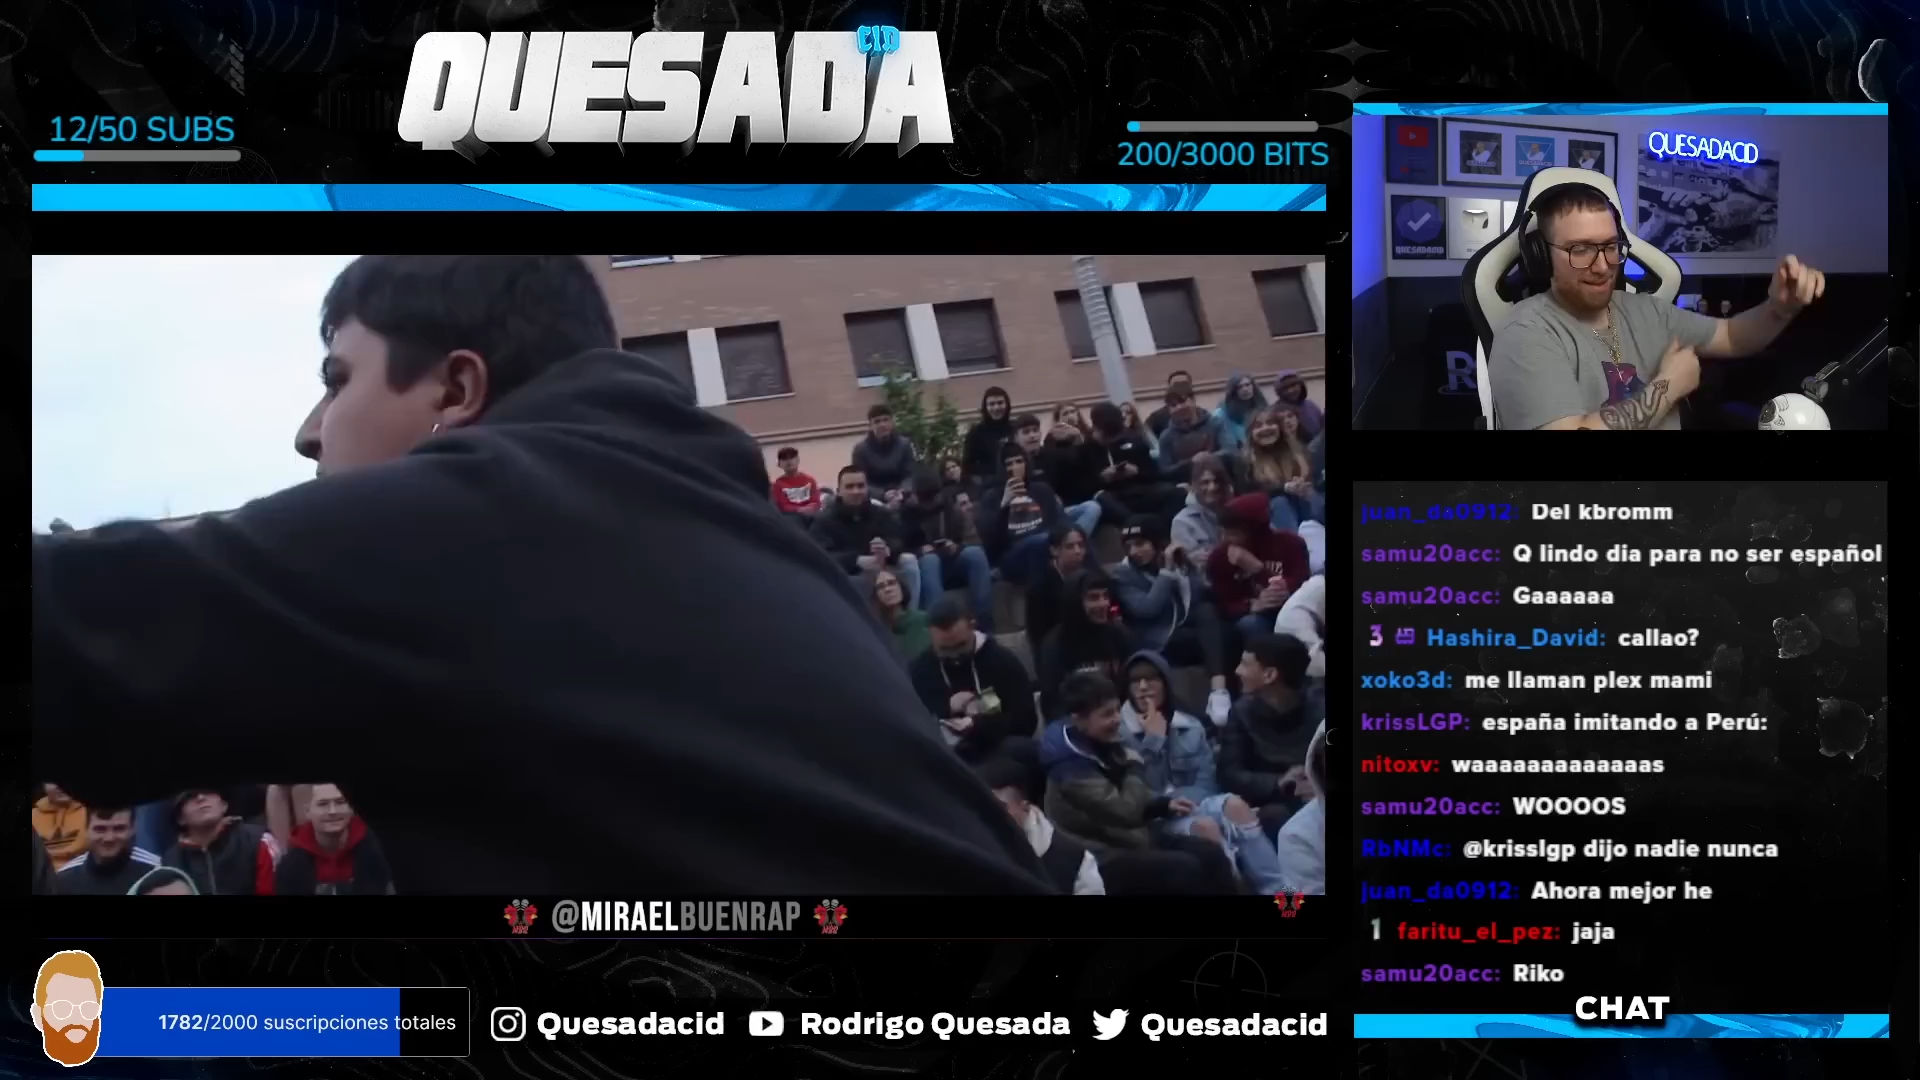 QUESADA
CID
12/50 SUBS
200/3000 BITS
QUESADACID
QUESADACID
juan_da0912: Del kbromm
samu20acc: Q lindo dia para no ser español
samu20acc: Gaaaaaa
3 Hashira_David: callao?
xoko3d: me llaman plex mami
krissLGP: españa imitando a Perú:
nitoxv: waaaaaaaaaaaaas
samu20acc: WOOOOS
RbNMc: @krisslgp dijo nadie nunca
juan_da0912: Ahora mejor he
1 faritu_el_pez: jaja
samu20acc: Riko
CHAT
@MIRAELBUENRAP
1782/2000 suscripciones totales
Quesadacid
Rodrigo Quesada
Quesadacid